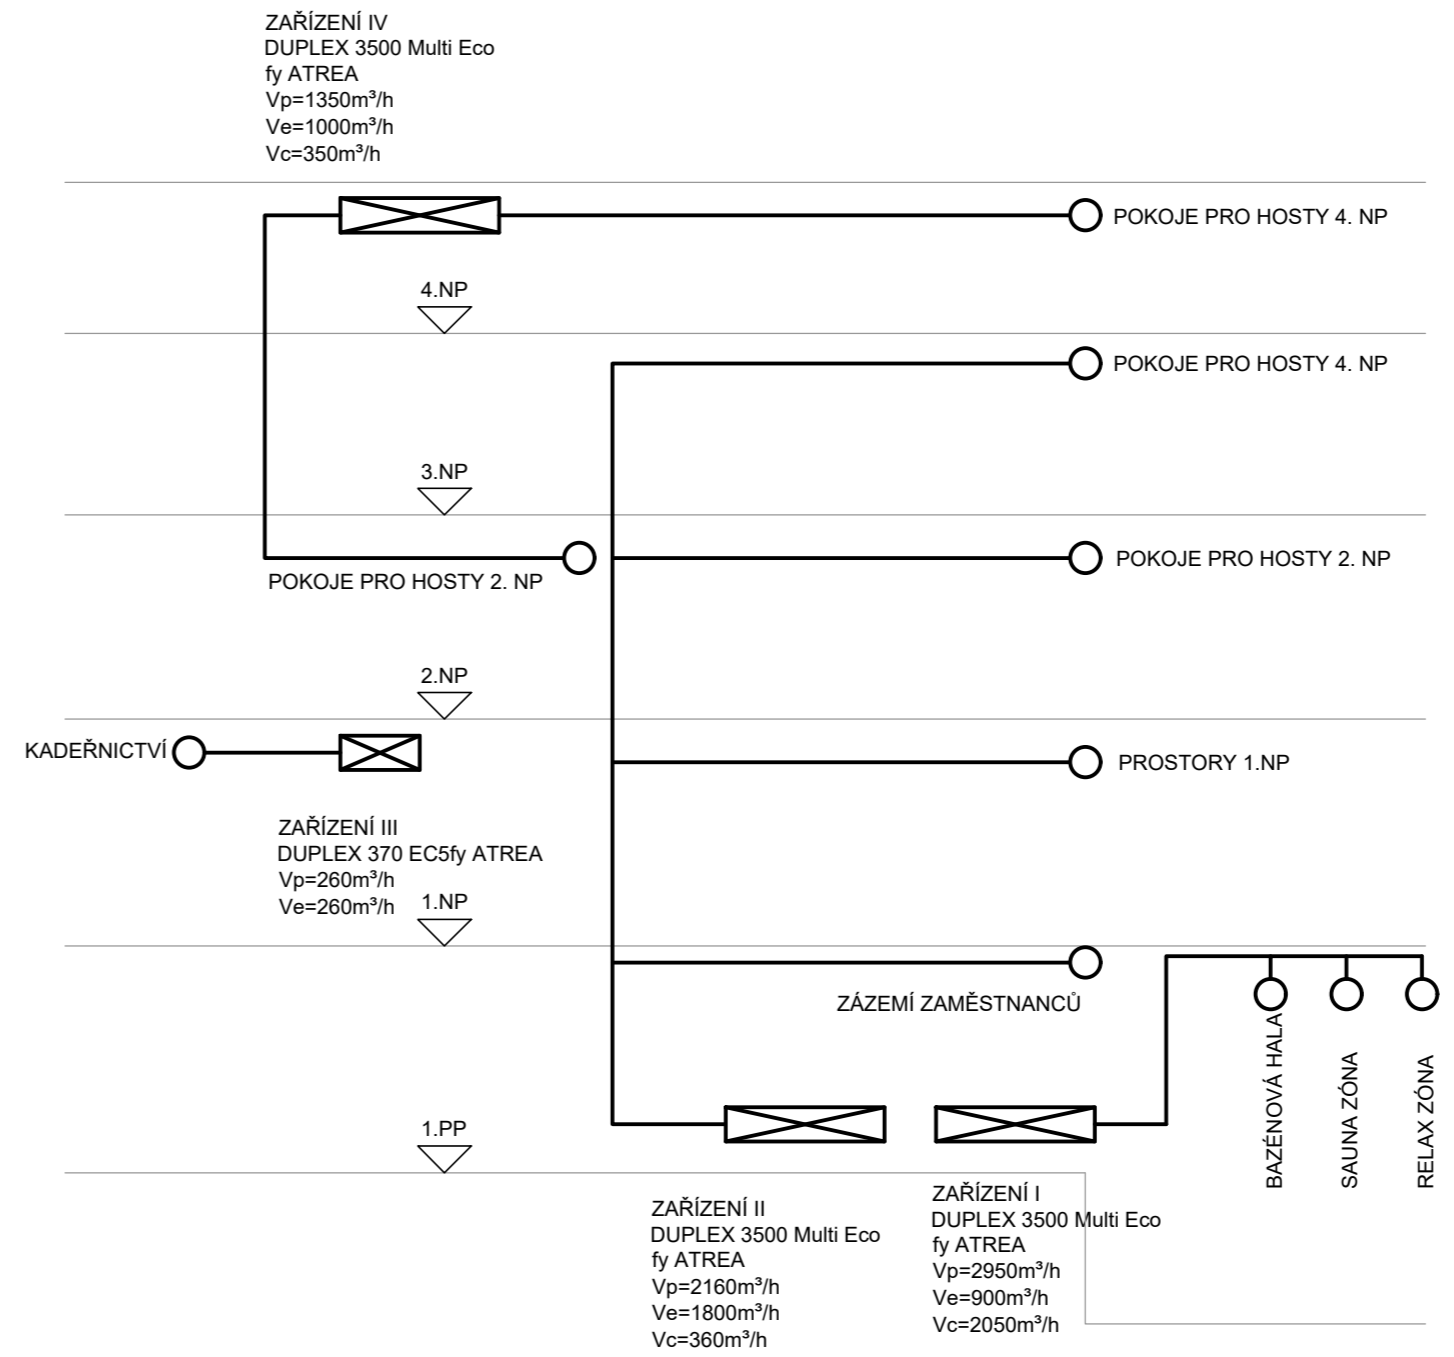 ZAŘÍZENÍ IV
DUPLEX 3500 Multi Eco
fy ATREA
Vp=1350m³/h
Ve=1000m³/h
Vc=350m³/h
POKOJE PRO HOSTY 4. NP
4.NP
POKOJE PRO HOSTY 4. NP
3.NP
POKOJE PRO HOSTY 2. NP
POKOJE PRO HOSTY 2. NP
2.NP
KADEŘNICTVÍ
PROSTORY 1.NP
ZAŘÍZENÍ III
DUPLEX 370 EC5fy ATREA
Vp=260m³/h
Ve=260m³/h
1.NP
ZÁZEMÍ ZAMĚSTNANCŮ
BAZÉNOVÁ HALA
SAUNA ZÓNA
RELAX ZÓNA
1.PP
ZAŘÍZENÍ II
DUPLEX 3500 Multi Eco
fy ATREA
Vp=2160m³/h
Ve=1800m³/h
Vc=360m³/h
ZAŘÍZENÍ I
DUPLEX 3500 Multi Eco
fy ATREA
Vp=2950m³/h
Ve=900m³/h
Vc=2050m³/h